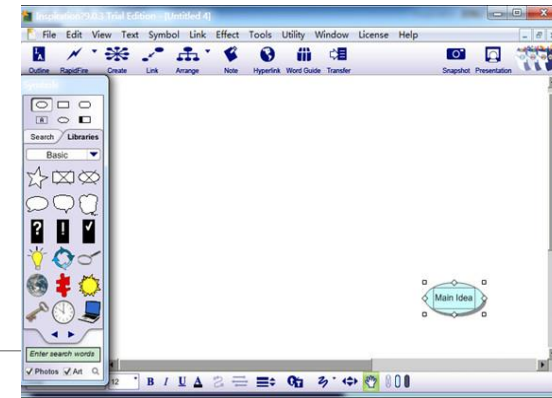 Inspiration?9.0.3 Trial Edition - [Untitled 4]
File Edit View Text Symbol Link Effect Tools Utility Window License Help
Outline RapidFire Create Link Arrange Note Hyperlink Word Guide Transfer Snapshot Presentation
Search Libraries
Basic
Main Idea
Enter search words
Photos Art
12 B I U A